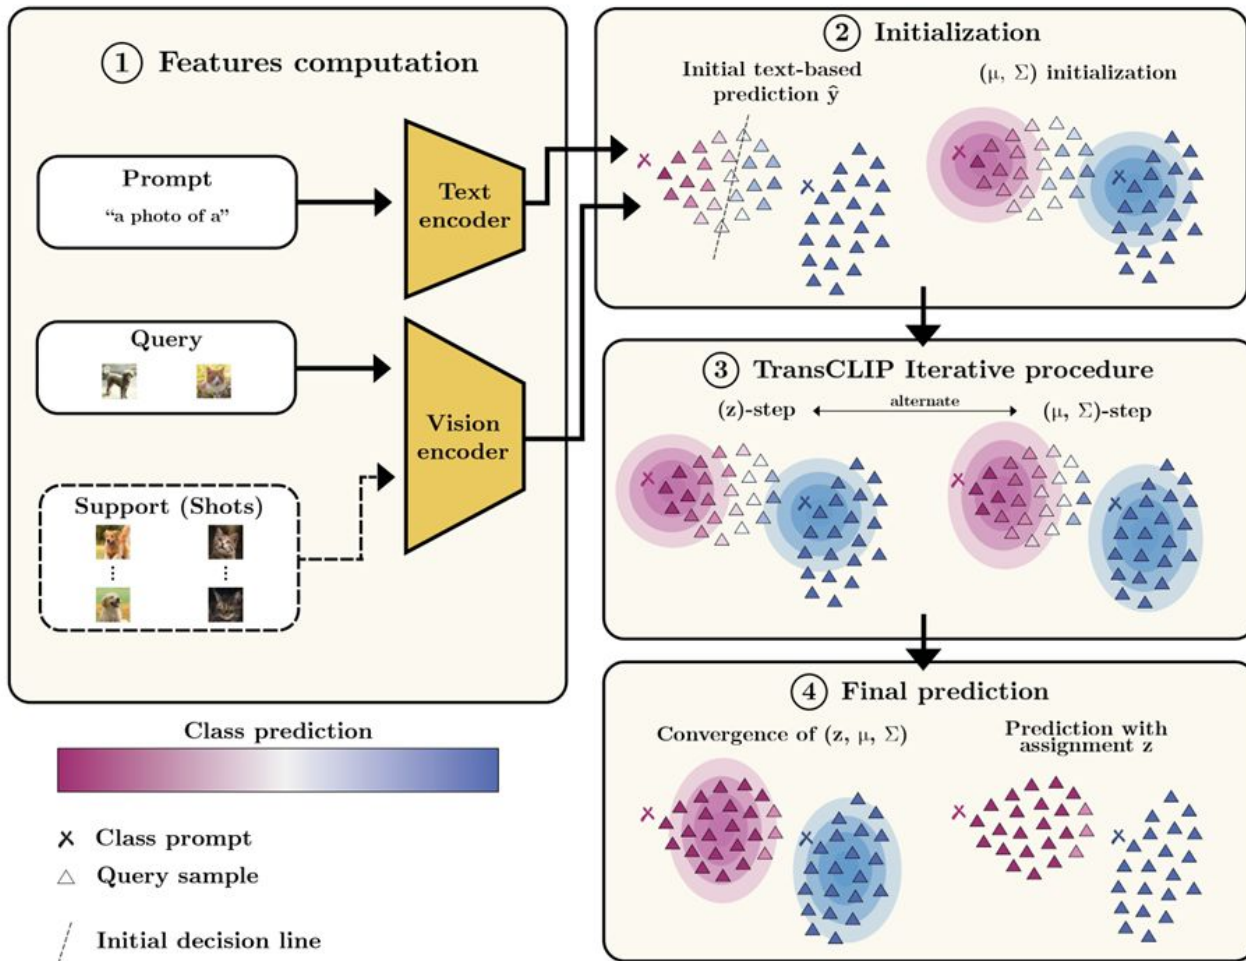 1 Features computation
Prompt
“a photo of a”
Text
encoder
Query
Vision
encoder
Support (Shots)
2 Initialization
Initial text-based
prediction ŷ
(μ, Σ) initialization
3 TransCLIP Iterative procedure
(z)-step
alternate
(μ, Σ)-step
4 Final prediction
Convergence of (z, μ, Σ)
Prediction with
assignment z
Class prediction
Class prompt
Query sample
Initial decision line